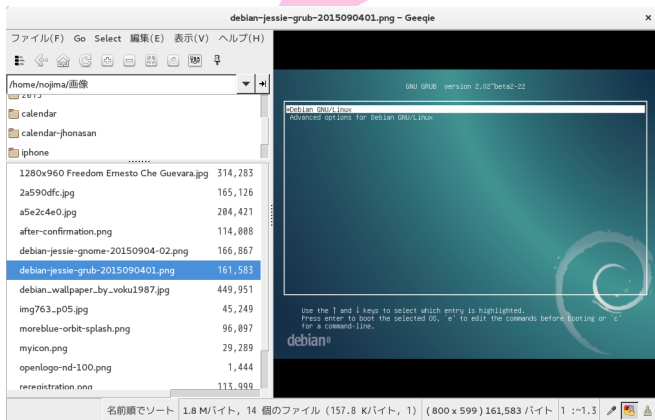 debian-jessie-grub-2015090401.png – Geeqie
ファイル(F) Go Select 編集(E) 表示(V) ヘルプ(H)
/home/nojima/画像
2015
calendar
calendar-jhonasan
iphone
1280x960 Freedom Ernesto Che Guevara.jpg 314,283
2a590dfc.jpg 165,126
a5e2c4e0.jpg 204,421
after-confirmation.png 114,008
debian-jessie-gnome-20150904-02.png 166,867
debian-jessie-grub-2015090401.png 161,583
debian_wallpaper_by_voku1987.jpg 449,951
img763_p05.jpg 45,249
moreblue-orbit-splash.png 96,097
myicon.png 29,289
openlogo-nd-100.png 1,444
reregistration.png 113,999
GNU GRUB version 2.02~beta2-22
*Debian GNU/Linux
Advanced options for Debian GNU/Linux
Use the ↑ and ↓ keys to select which entry is highlighted.
Press enter to boot the selected OS, `e' to edit the commands before booting or `c'
for a command-line.
debian 8
名前順でソート 1.8 Mバイト, 14 個のファイル (157.8 Kバイト, 1) ( 800 x 599 ) 161,583 バイト 1 :~1.3